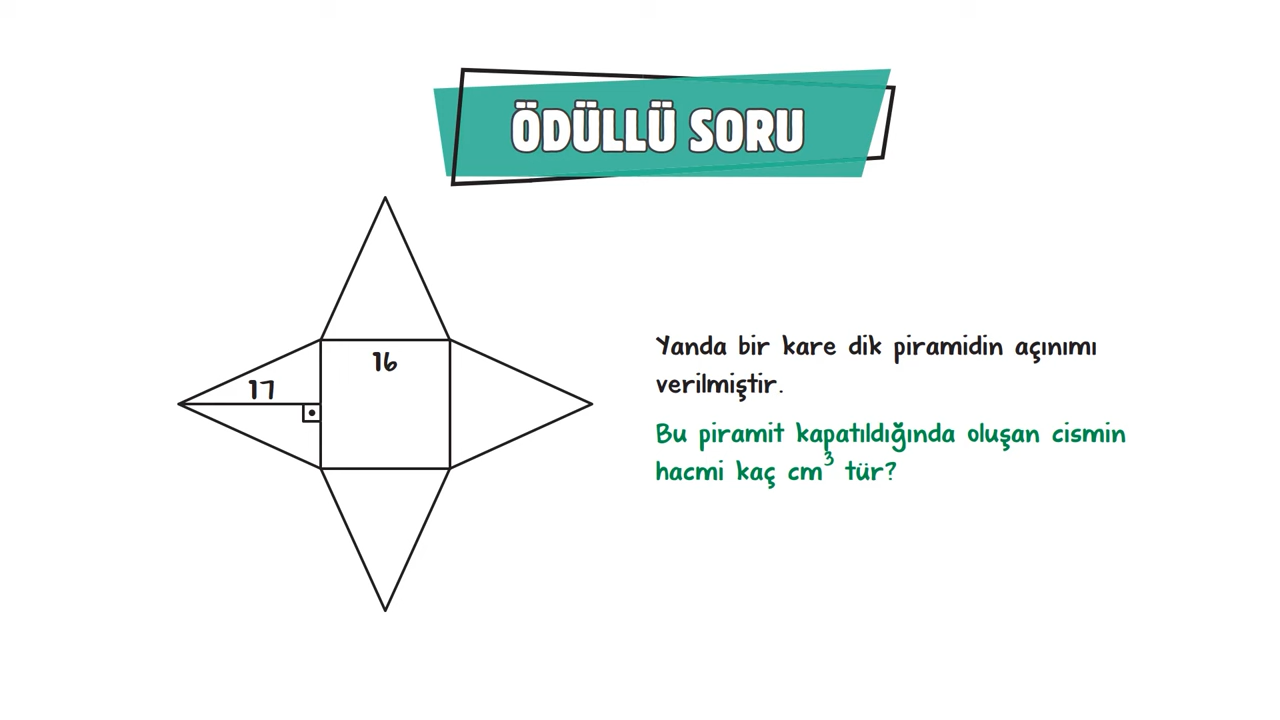 ÖDÜLLÜ SORU
16
17
Yanda bir kare dik piramidin açınımı
verilmiştir.
Bu piramit kapatıldığında oluşan cismin
hacmi kaç cm³ tür?